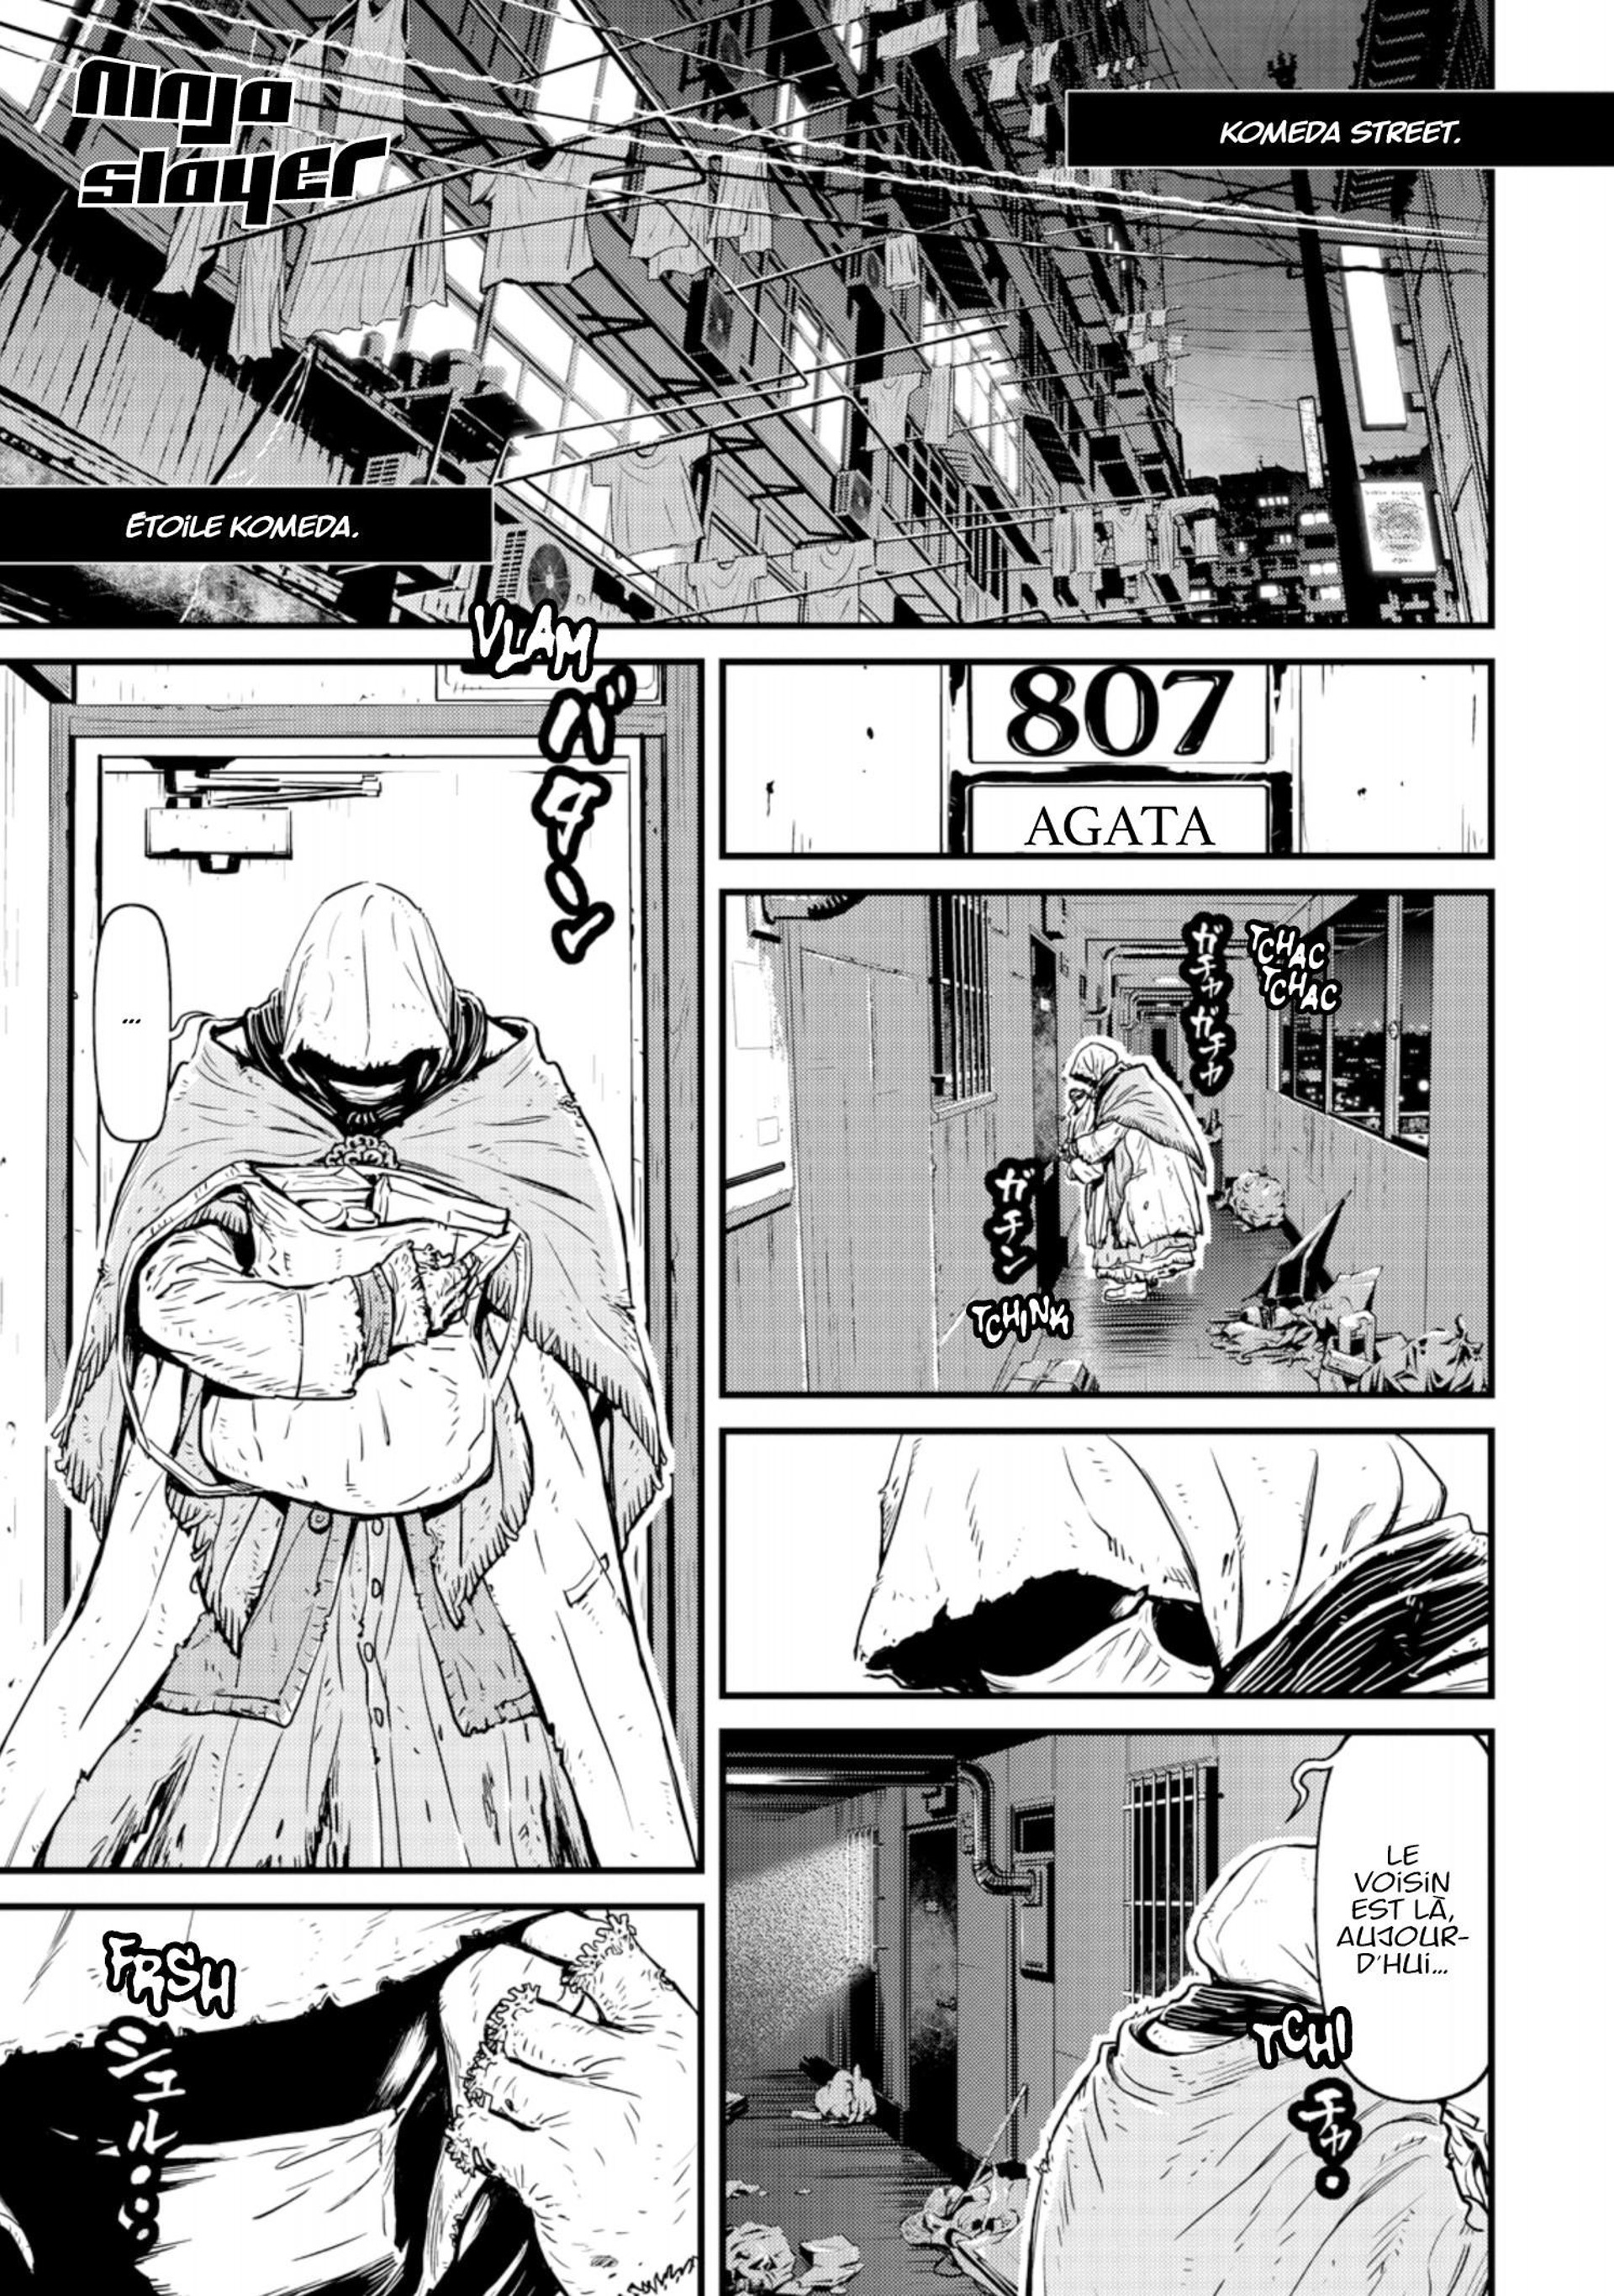 Ninja
slayer
KOMEDA STREET.
ÉTOILE KOMEDA.
807
AGATA
TCHAC
TCHAC
ガチャガチャ
ガチン
TCHINK
LE
VOISIN
EST LÀ,
AUJOUR-
D'HUI...
TCHI
チャ・
VLAM
バターン
...
FRSH
シュル・・・